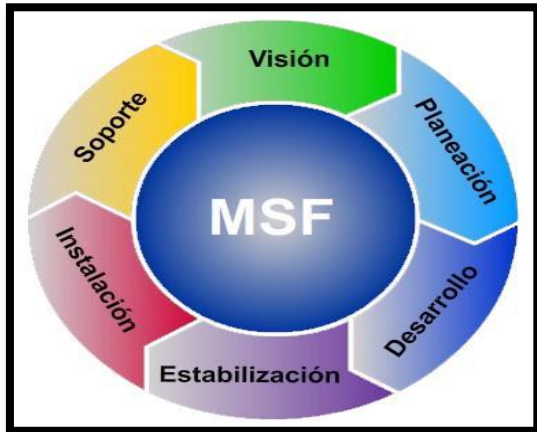 Visión
Planeación
Desarrollo
Estabilización
Instalación
Soporte
MSF